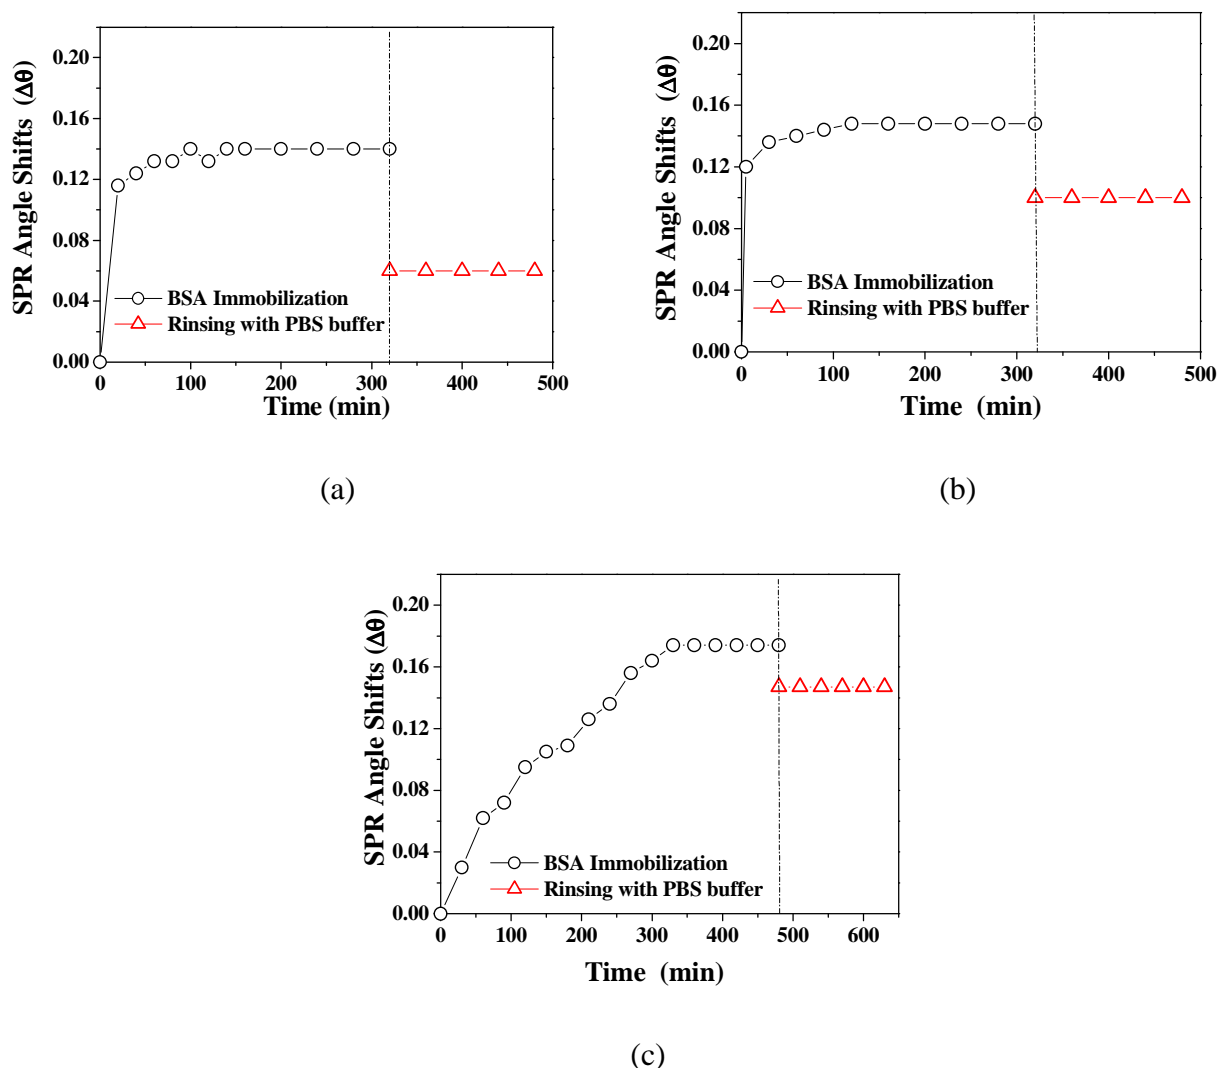 SPR Angle Shifts (Δθ)
0.20
0.16
0.12
0.08
0.04
0.00
BSA Immobilization
Rinsing with PBS buffer
0 100 200 300 400 500
Time (min)
(a)
SPR Angle Shifts (Δθ)
0.20
0.16
0.12
0.08
0.04
0.00
BSA Immobilization
Rinsing with PBS buffer
0 100 200 300 400 500
Time (min)
(b)
SPR Angle Shifts (Δθ)
0.20
0.16
0.12
0.08
0.04
0.00
BSA Immobilization
Rinsing with PBS buffer
0 100 200 300 400 500 600
Time (min)
(c)